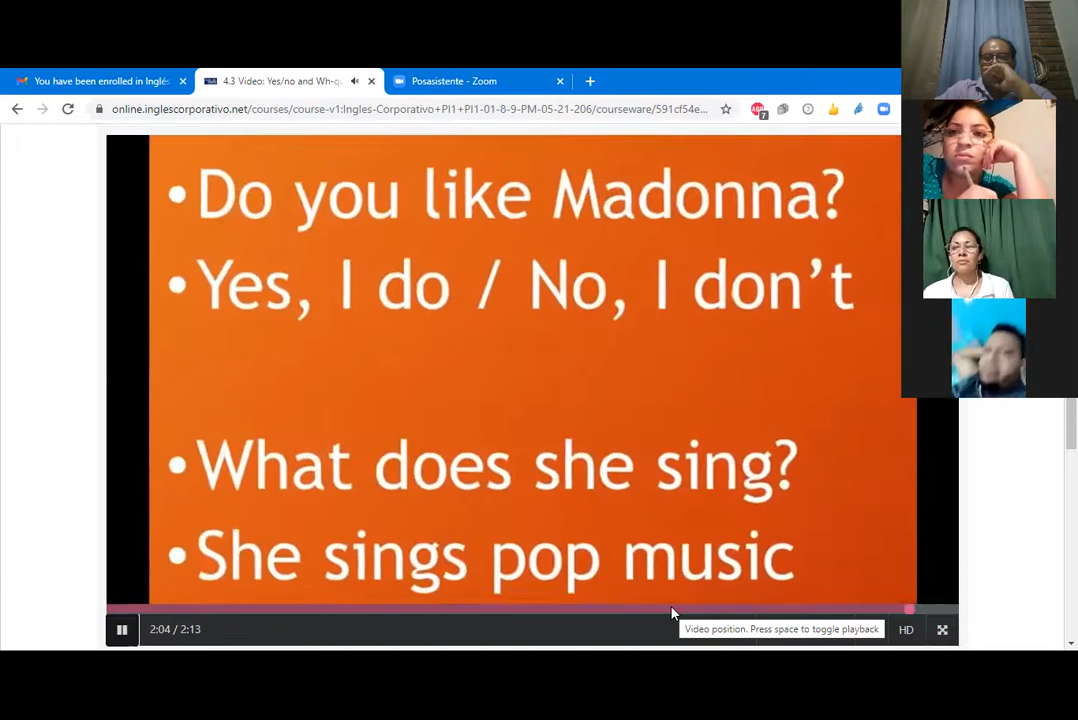 You have been enrolled in Inglé
4.3 Video: Yes/no and Wh-qu
Posasistente - Zoom
online.inglescorporativo.net/courses/course-v1:Ingles-Corporativo+PI1+PI1-01-8-9-PM-05-21-206/courseware/591cf54e...
7
•Do you like Madonna?
•Yes, I do / No, I don't
•What does she sing?
•She sings pop music
2:04 / 2:13
Video position. Press space to toggle playback
HD